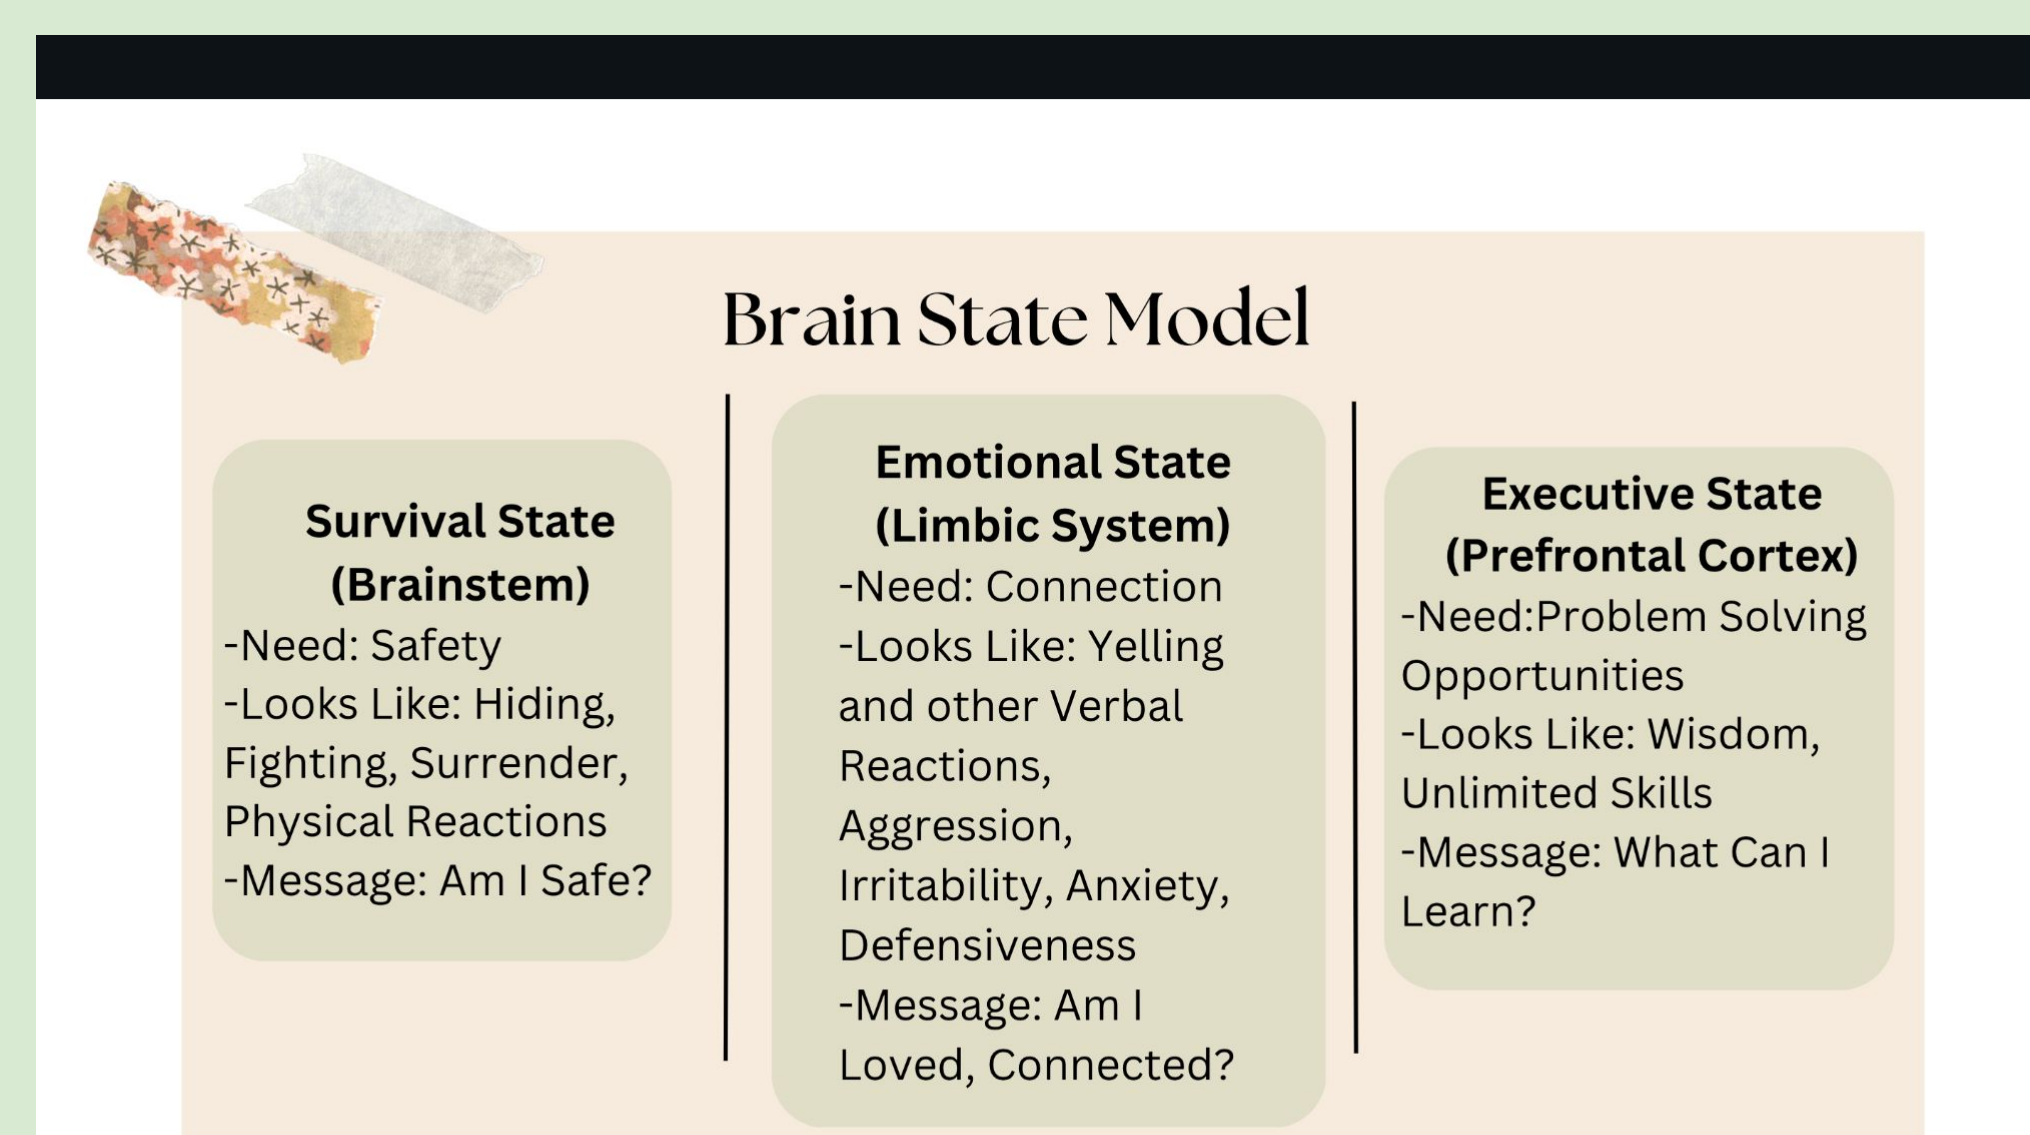 Brain State Model
Survival State
(Brainstem)
-Need: Safety
-Looks Like: Hiding,
Fighting, Surrender,
Physical Reactions
-Message: Am I Safe?
Emotional State
(Limbic System)
-Need: Connection
-Looks Like: Yelling
and other Verbal
Reactions,
Aggression,
Irritability, Anxiety,
Defensiveness
-Message: Am I
Loved, Connected?
Executive State
(Prefrontal Cortex)
-Need:Problem Solving
Opportunities
-Looks Like: Wisdom,
Unlimited Skills
-Message: What Can I
Learn?